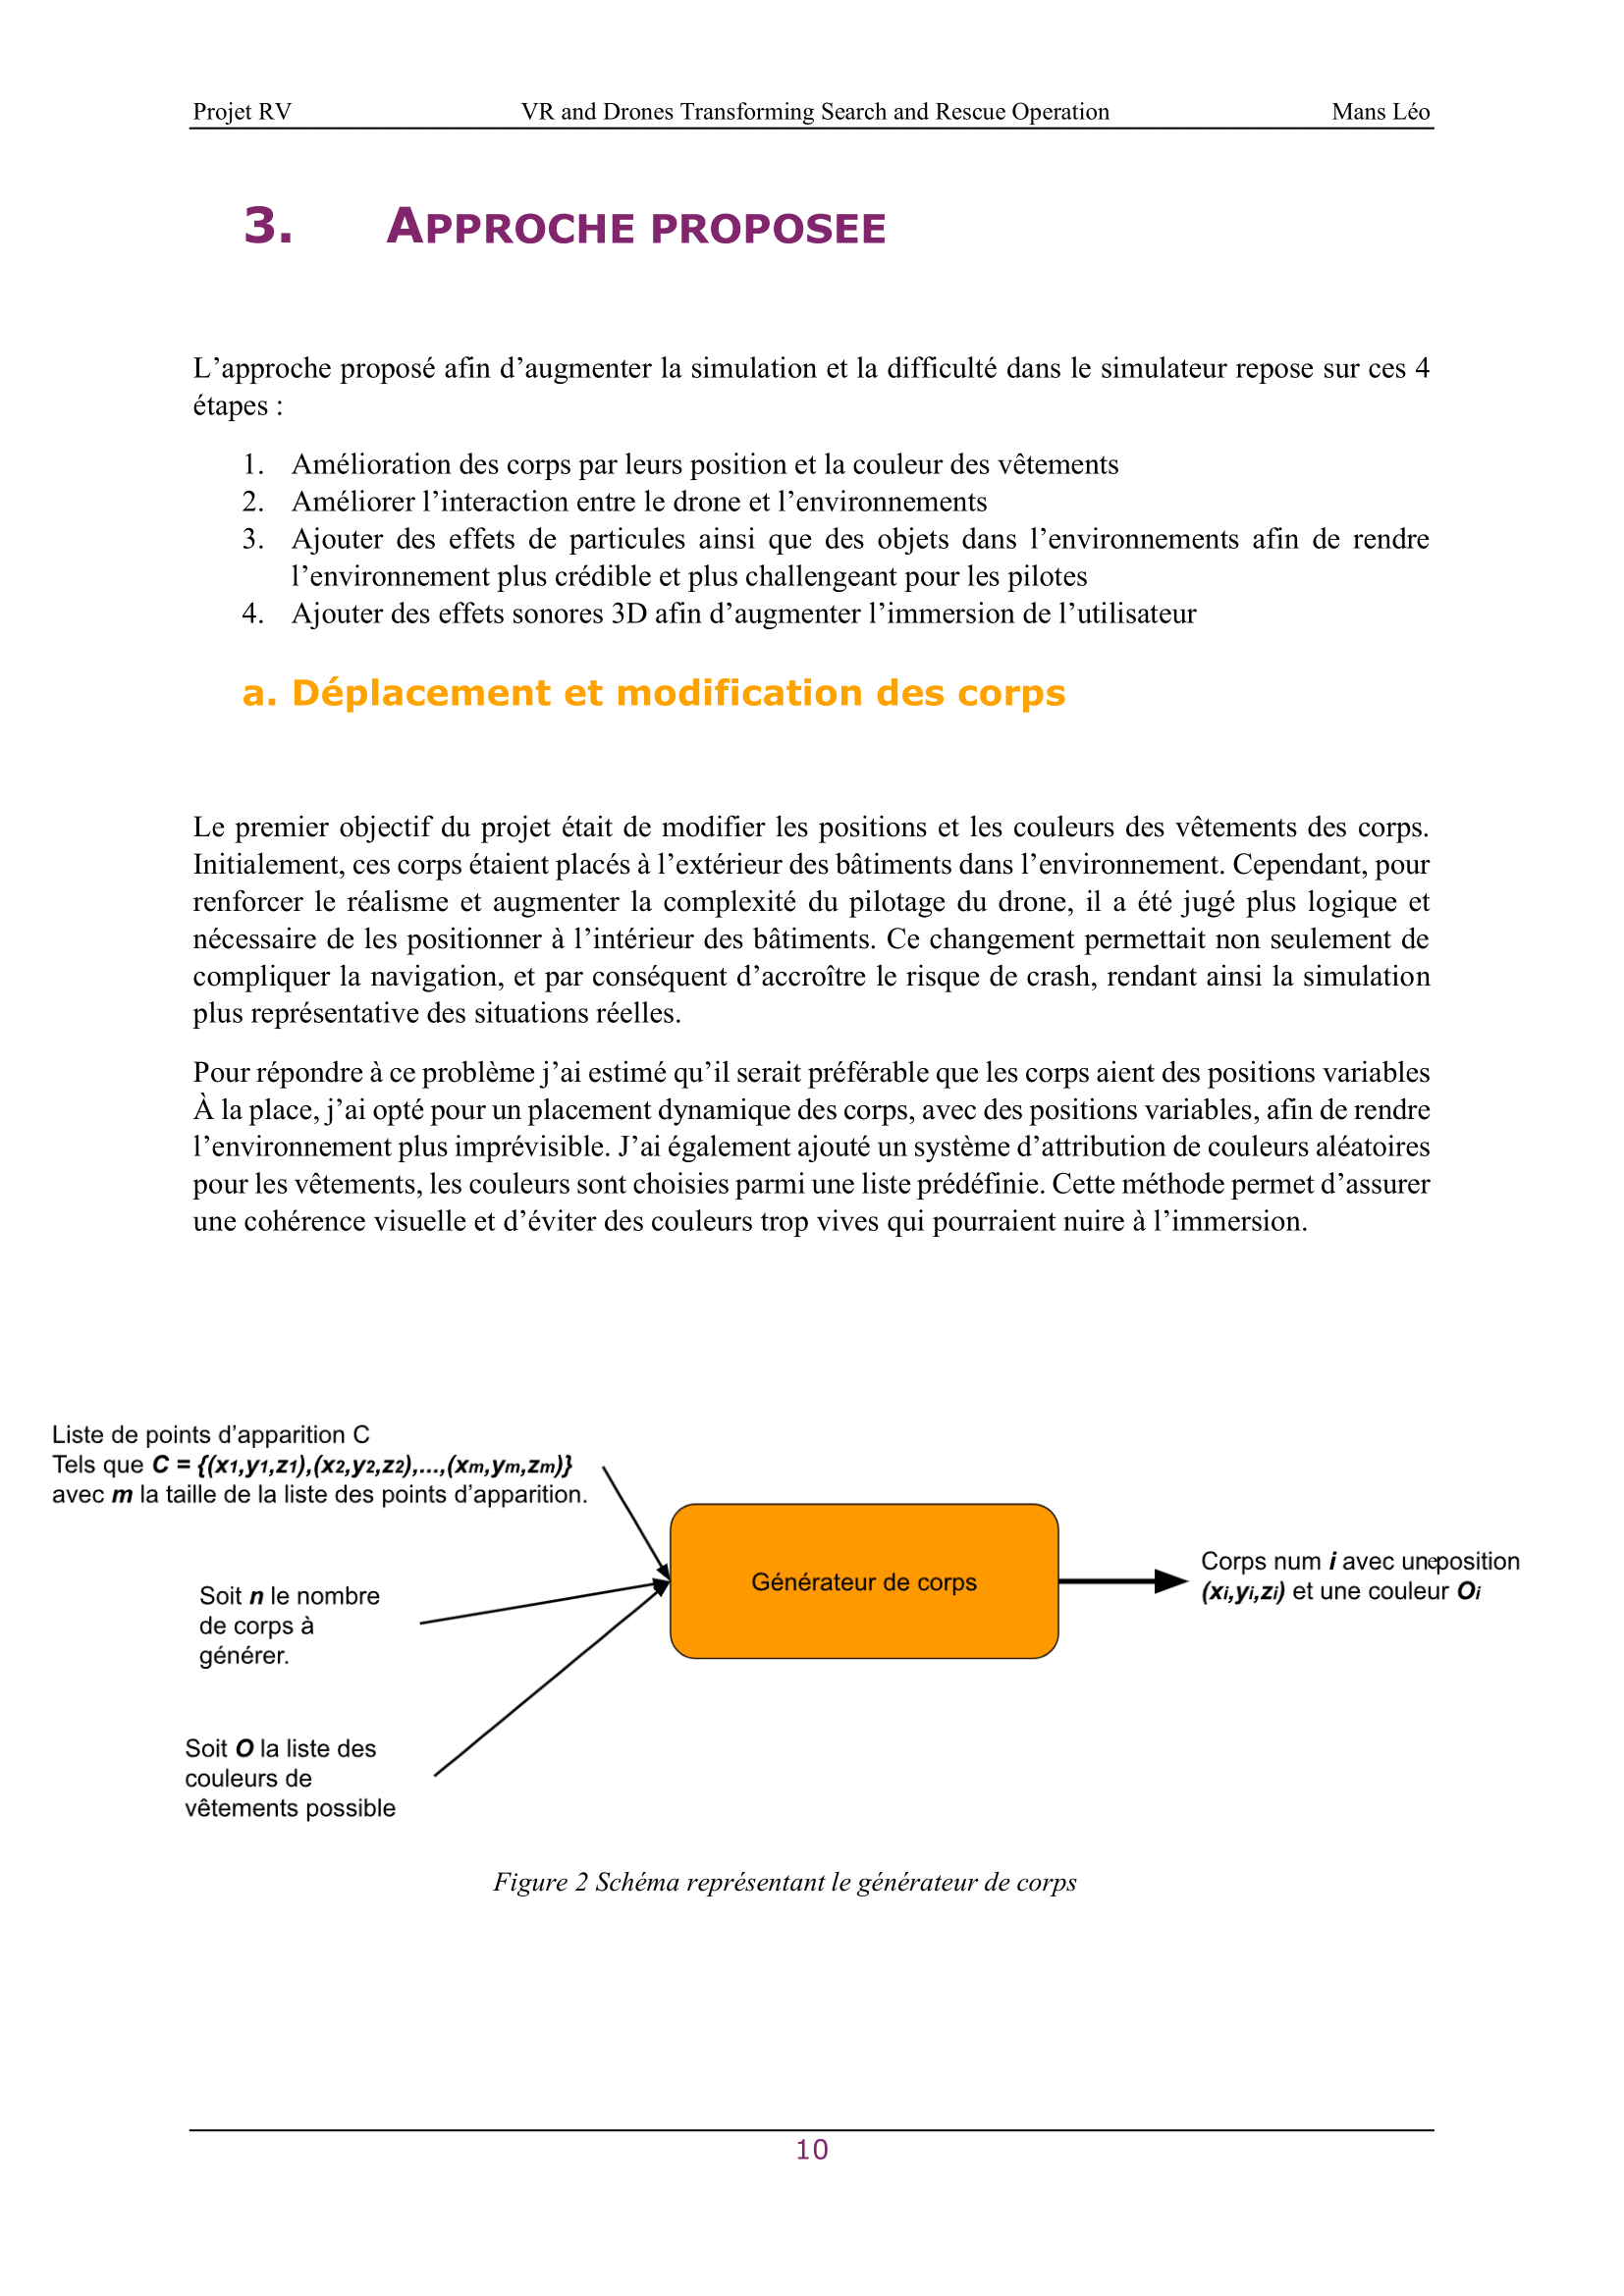 Projet RV VR and Drones Transforming Search and Rescue Operation Mans Léo
3. APPROCHE PROPOSEE
L’approche proposé afin d’augmenter la simulation et la difficulté dans le simulateur repose sur ces 4
étapes :
1. Amélioration des corps par leurs position et la couleur des vêtements
2. Améliorer l’interaction entre le drone et l’environnements
3. Ajouter des effets de particules ainsi que des objets dans l’environnements afin de rendre
l’environnement plus crédible et plus challengeant pour les pilotes
4. Ajouter des effets sonores 3D afin d’augmenter l’immersion de l’utilisateur
a. Déplacement et modification des corps
Le premier objectif du projet était de modifier les positions et les couleurs des vêtements des corps.
Initialement, ces corps étaient placés à l’extérieur des bâtiments dans l’environnement. Cependant, pour
renforcer le réalisme et augmenter la complexité du pilotage du drone, il a été jugé plus logique et
nécessaire de les positionner à l’intérieur des bâtiments. Ce changement permettait non seulement de
compliquer la navigation, et par conséquent d’accroître le risque de crash, rendant ainsi la simulation
plus représentative des situations réelles.
Pour répondre à ce problème j’ai estimé qu’il serait préférable que les corps aient des positions variables
À la place, j’ai opté pour un placement dynamique des corps, avec des positions variables, afin de rendre
l’environnement plus imprévisible. J’ai également ajouté un système d’attribution de couleurs aléatoires
pour les vêtements, les couleurs sont choisies parmi une liste prédéfinie. Cette méthode permet d’assurer
une cohérence visuelle et d’éviter des couleurs trop vives qui pourraient nuire à l’immersion.
Liste de points d’apparition C
Tels que C = {(x1,y1,z1),(x2,y2,z2),...,(xm,ym,zm)}
avec m la taille de la liste des points d’apparition.
Soit n le nombre
de corps à
générer.
Soit O la liste des
couleurs de
vêtements possible
Générateur de corps
Corps num i avec une position
(xi,yi,zi) et une couleur Oi
Figure 2 Schéma représentant le générateur de corps
10